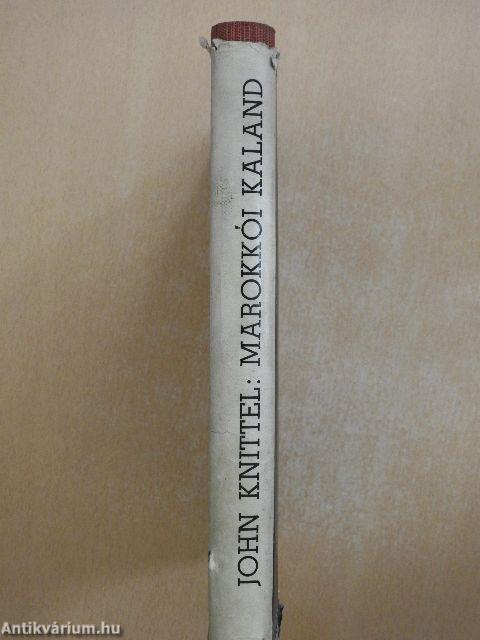 JOHN KNITTEL: MAROKKÓI KALAND
Antikvárium.hu